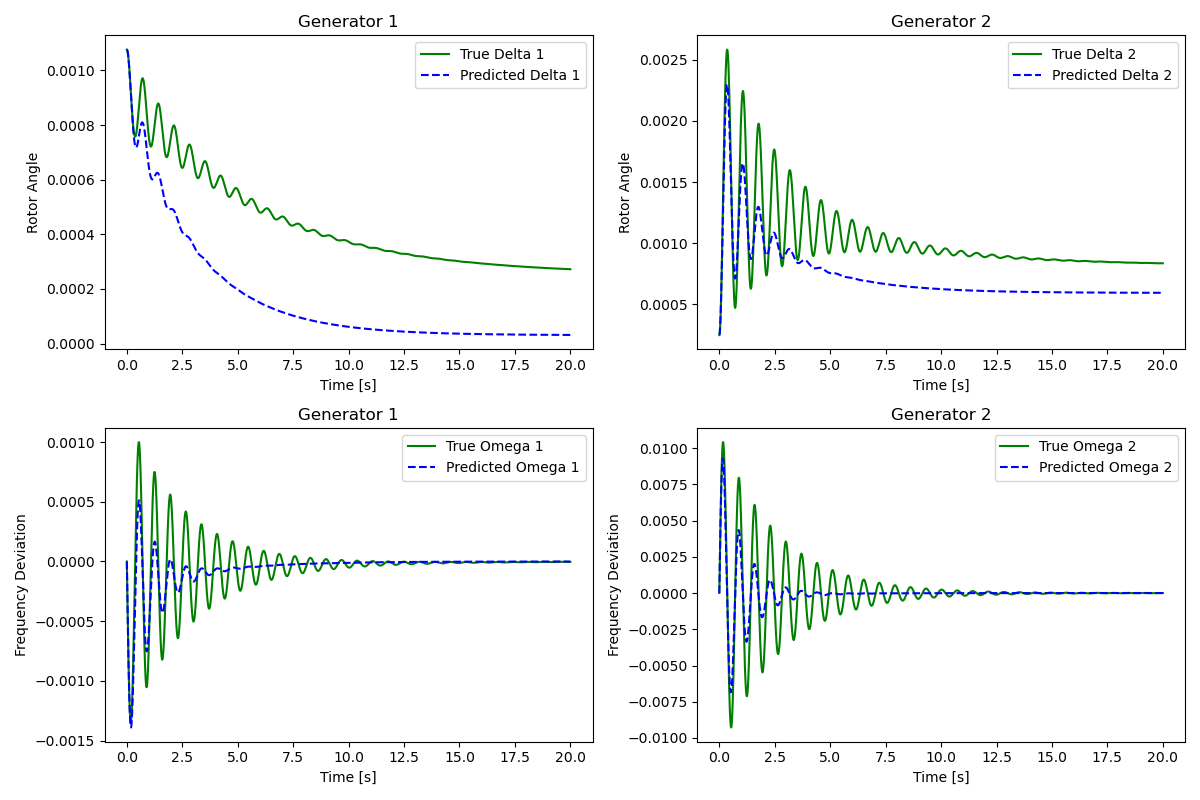 Generator 1
True Delta 1
Predicted Delta 1
Rotor Angle
0.0010
0.0008
0.0006
0.0004
0.0002
0.0000
0.0 2.5 5.0 7.5 10.0 12.5 15.0 17.5 20.0
Time [s]
Generator 2
True Delta 2
Predicted Delta 2
Rotor Angle
0.0025
0.0020
0.0015
0.0010
0.0005
0.0 2.5 5.0 7.5 10.0 12.5 15.0 17.5 20.0
Time [s]
Generator 1
True Omega 1
Predicted Omega 1
Frequency Deviation
0.0010
0.0005
0.0000
−0.0005
−0.0010
−0.0015
0.0 2.5 5.0 7.5 10.0 12.5 15.0 17.5 20.0
Time [s]
Generator 2
True Omega 2
Predicted Omega 2
Frequency Deviation
0.0100
0.0075
0.0050
0.0025
0.0000
−0.0025
−0.0050
−0.0075
−0.0100
0.0 2.5 5.0 7.5 10.0 12.5 15.0 17.5 20.0
Time [s]